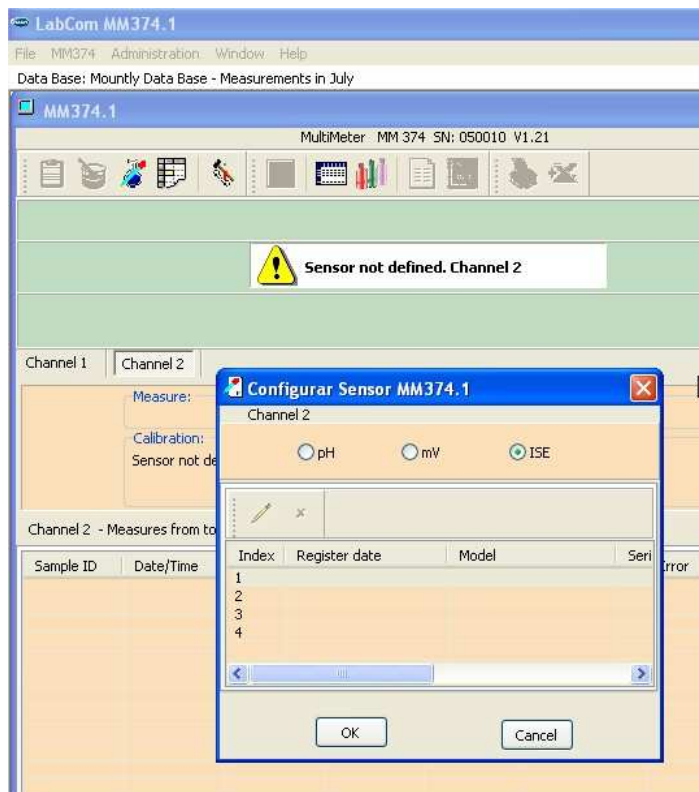 LabCom MM374.1
File MM374 Administration Window Help
Data Base: Mountly Data Base - Measurements in July
MM374.1
MultiMeter MM 374 SN: 050010 V1.21
Sensor not defined. Channel 2
Channel 1 Channel 2
Measure:
Calibration:
Sensor not de
Channel 2 - Measures from to
Sample ID Date/Time
Error
Configurar Sensor MM374.1
Channel 2
pH mV ISE
Index Register date Model Seri
1
2
3
4
OK Cancel